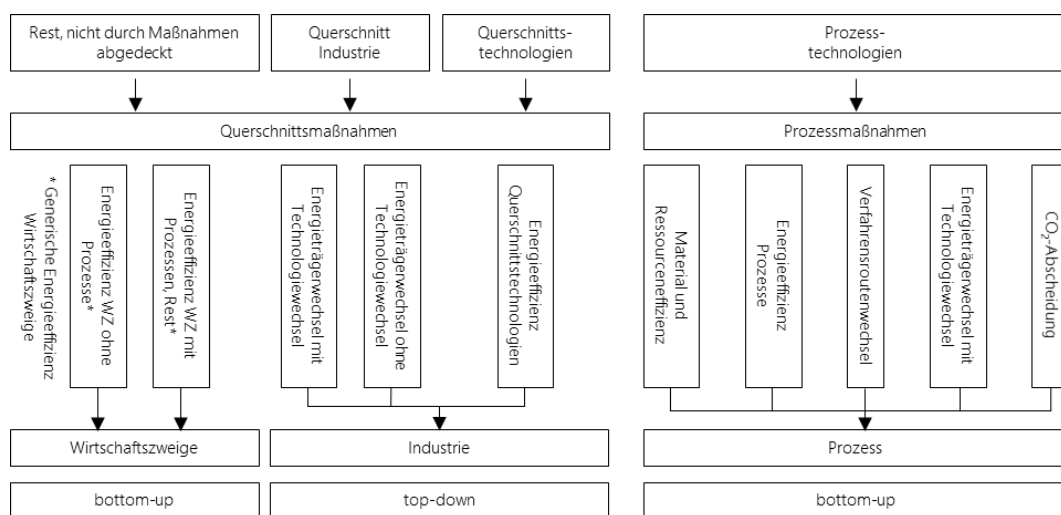 Rest, nicht durch Maßnahmen
abgedeckt
Querschnitt
Industrie
Querschnitts-
technologien
Prozess-
technologien
Querschnittsmaßnahmen
Prozessmaßnahmen
* Generische Energieeffizienz
Wirtschaftszweige
Energieeffizienz WZ ohne
Prozesse*
Energieeffizienz WZ mit
Prozessen, Rest*
Energieträgerwechsel mit
Technologiewechsel
Energieträgerwechsel ohne
Technologiewechsel
Energieeffizienz
Querschnittstechnologien
Material und
Ressourceneffizienz
Energieeffizienz
Prozesse
Verfahrensroutenwechsel
Energieträgerwechsel mit
Technologiewechsel
CO₂-Abscheidung
Wirtschaftszweige
Industrie
Prozess
bottom-up
top-down
bottom-up